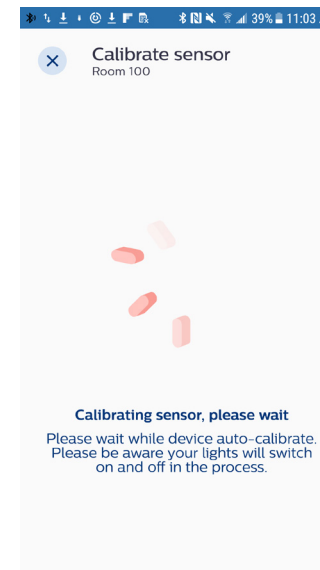 39% 11:03
Calibrate sensor
Room 100
Calibrating sensor, please wait
Please wait while device auto-calibrate.
Please be aware your lights will switch
on and off in the process.